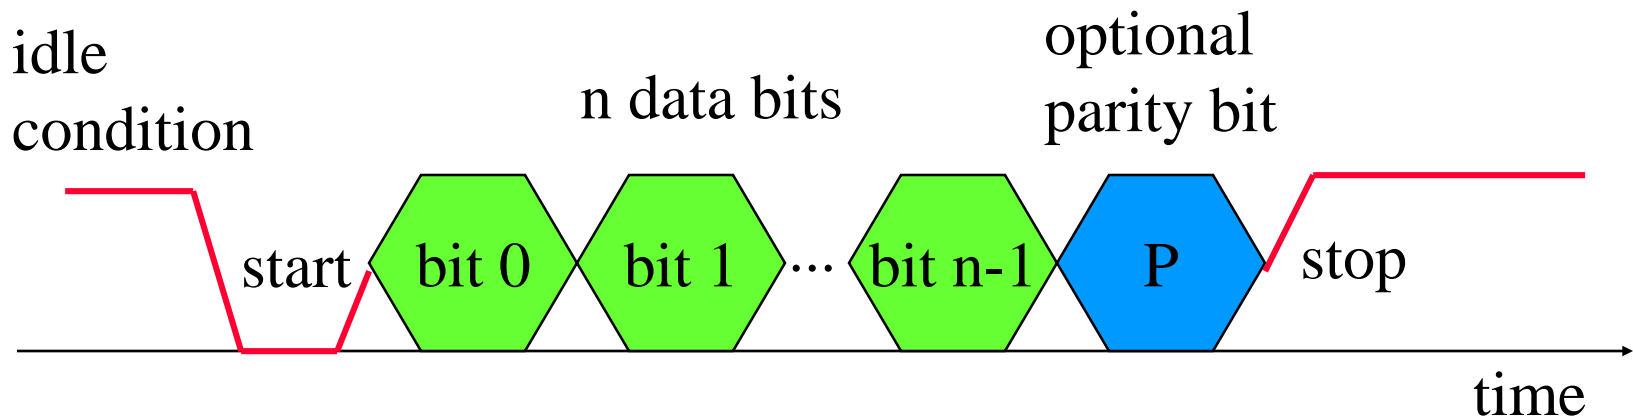 idle
condition
n data bits
optional
parity bit
start
bit 0
bit 1
...
bit n-1
P
stop
time